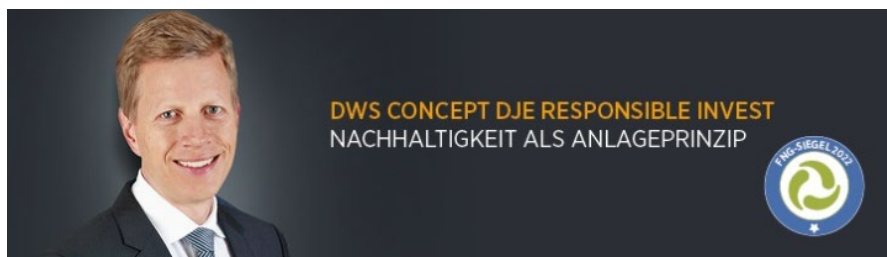 DWS CONCEPT DJE RESPONSIBLE INVEST
NACHHALTIGKEIT ALS ANLAGEPRINZIP
FNG-SIEGEL 2022